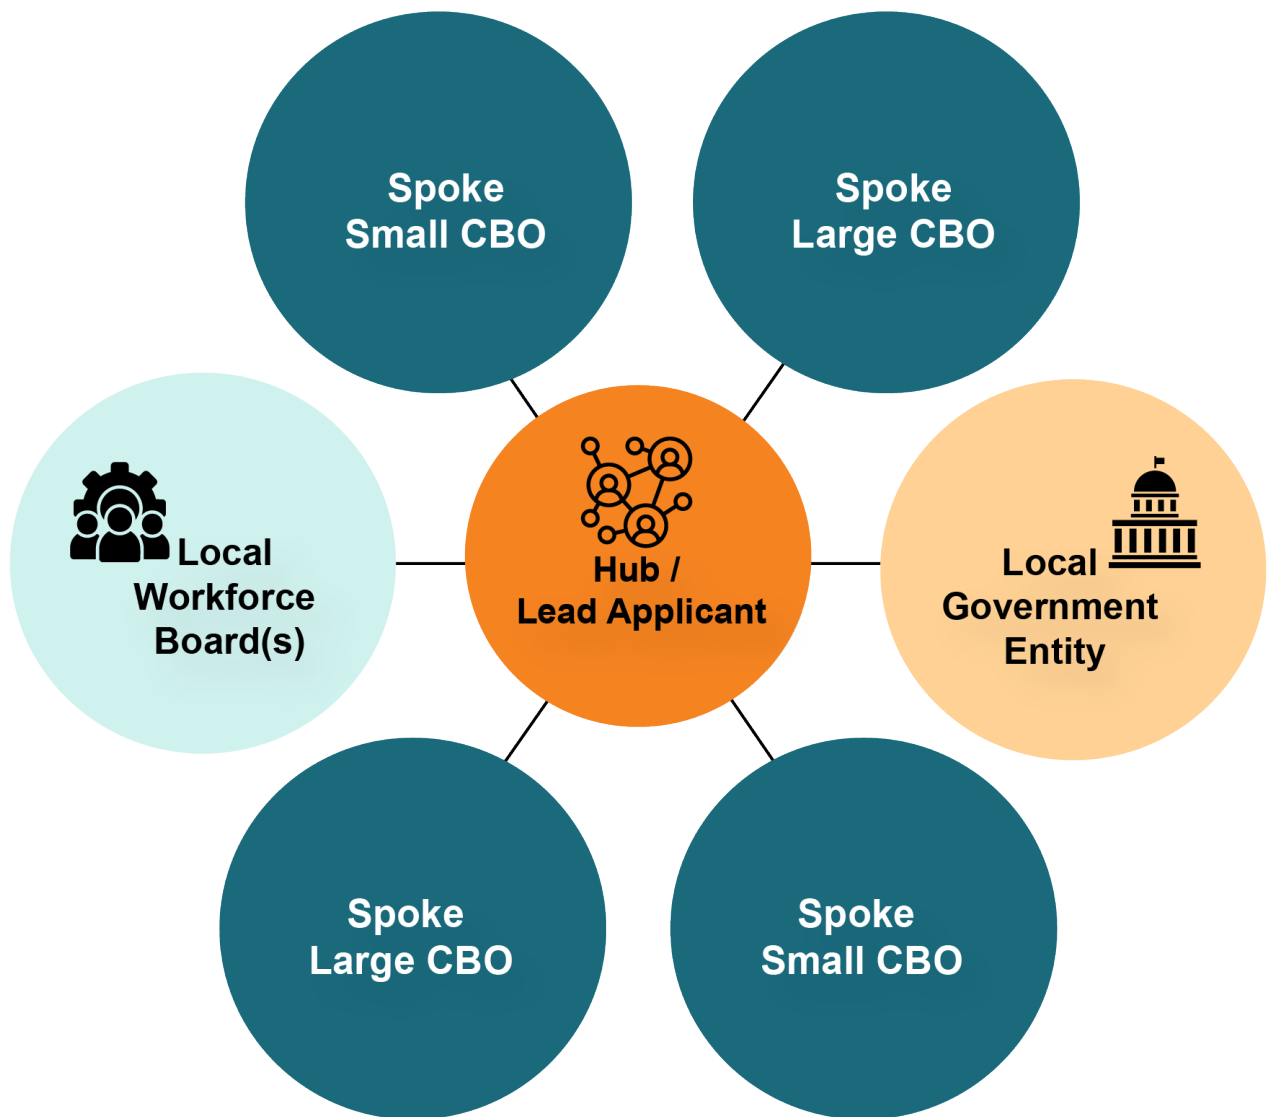 Spoke
Small CBO
Spoke
Large CBO
Local
Workforce
Board(s)
Hub /
Lead Applicant
Local
Government
Entity
Spoke
Large CBO
Spoke
Small CBO